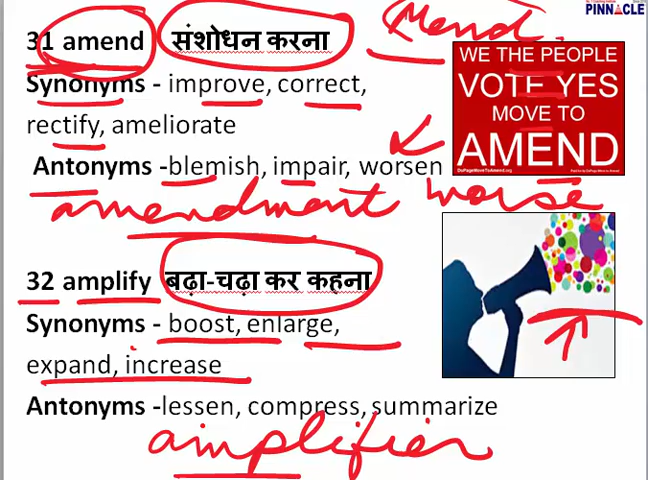 PINNACLE
Mend
31 amend संशोधन करना
Synonyms - improve, correct,
rectify, ameliorate
Antonyms -blemish, impair, worsen
WE THE PEOPLE
VOTE YES
MOVE TO
AMEND
DuPageMoveToAmend.org
worse
amendment
32 amplify बढ़ा-चढ़ा कर कहना
Synonyms - boost, enlarge,
expand, increase
Antonyms -lessen, compress, summarize
amplifier